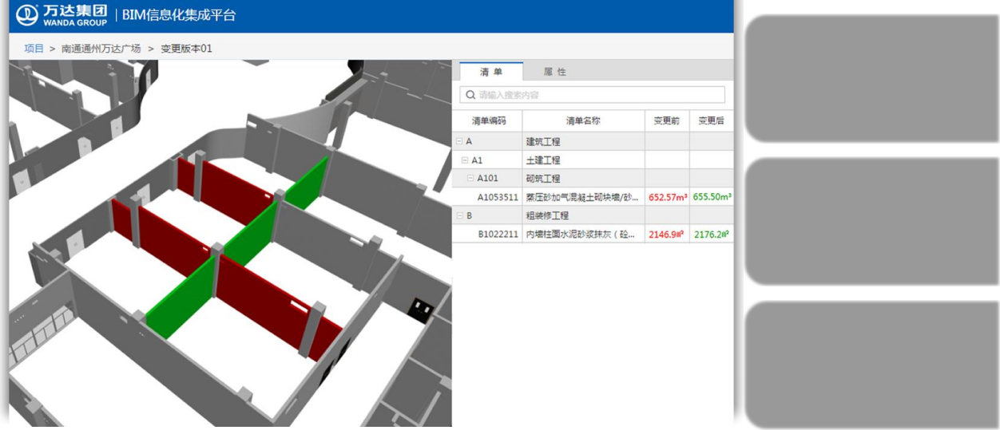 万达集团 | BIM信息化集成平台
WANDA GROUP
项目 > 南通通州万达广场 > 变更版本01
清 单 属 性
请输入搜索内容
清单编码 清单名称 变更前 变更后
A 建筑工程
A1 土建工程
A101 砌筑工程
A1053511 蒸压砂加气混凝土砌块墙/砂... 652.57m³ 655.50m³
B 粗装修工程
B1022211 内墙柱面水泥砂浆抹灰（砼... 2146.9㎡ 2176.2㎡